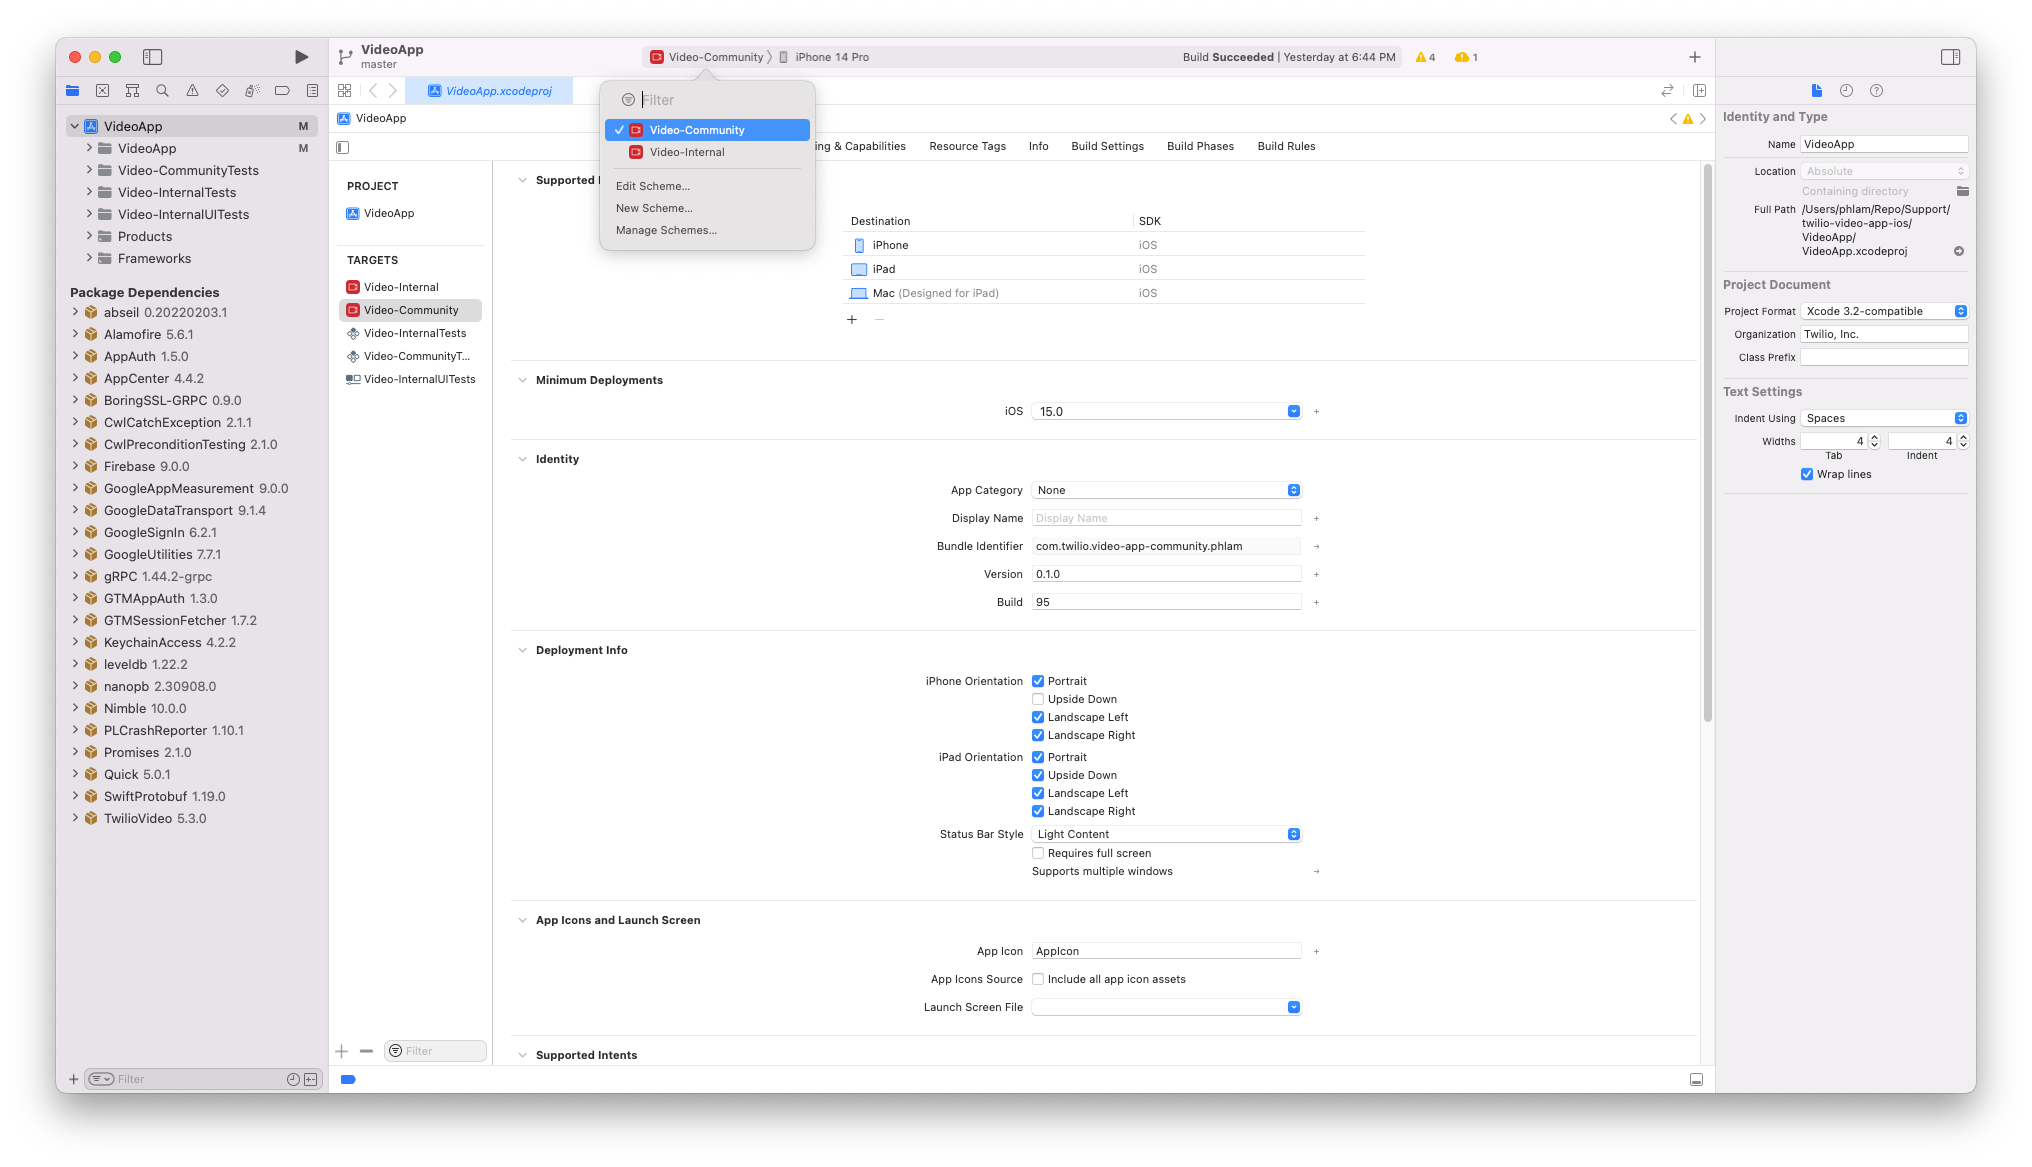 VideoApp
master
Video-Community
iPhone 14 Pro
Build Succeeded | Yesterday at 6:44 PM
4
1
VideoApp.xcodeproj
VideoApp M
VideoApp M
Video-CommunityTests
Video-InternalTests
Video-InternalUITests
Products
Frameworks
Package Dependencies
abseil 0.20220203.1
Alamofire 5.6.1
AppAuth 1.5.0
AppCenter 4.4.2
BoringSSL-GRPC 0.9.0
CwlCatchException 2.1.1
CwlPreconditionTesting 2.1.0
Firebase 9.0.0
GoogleAppMeasurement 9.0.0
GoogleDataTransport 9.1.4
GoogleSignIn 6.2.1
GoogleUtilities 7.7.1
gRPC 1.44.2-grpc
GTMAppAuth 1.3.0
GTMSessionFetcher 1.7.2
KeychainAccess 4.2.2
leveldb 1.22.2
nanopb 2.30908.0
Nimble 10.0.0
PLCrashReporter 1.10.1
Promises 2.1.0
Quick 5.0.1
SwiftProtobuf 1.19.0
TwilioVideo 5.3.0
Filter
VideoApp
PROJECT
VideoApp
TARGETS
Video-Internal
Video-Community
Video-InternalTests
Video-CommunityT...
Video-InternalUITests
Filter
Filter
Video-Community
Video-Internal
Edit Scheme...
New Scheme...
Manage Schemes...
ing & Capabilities
Resource Tags
Info
Build Settings
Build Phases
Build Rules
Supported
Destination SDK
iPhone iOS
iPad iOS
Mac (Designed for iPad) iOS
Minimum Deployments
iOS 15.0
Identity
App Category None
Display Name Display Name
Bundle Identifier com.twilio.video-app-community.phlam
Version 0.1.0
Build 95
Deployment Info
iPhone Orientation Portrait
Upside Down
Landscape Left
Landscape Right
iPad Orientation Portrait
Upside Down
Landscape Left
Landscape Right
Status Bar Style Light Content
Requires full screen
Supports multiple windows
App Icons and Launch Screen
App Icon AppIcon
App Icons Source Include all app icon assets
Launch Screen File
Supported Intents
Identity and Type
Name VideoApp
Location Absolute
Containing directory
Full Path /Users/phlam/Repo/Support/
twilio-video-app-ios/
VideoApp/
VideoApp.xcodeproj
Project Document
Project Format Xcode 3.2-compatible
Organization Twilio, Inc.
Class Prefix
Text Settings
Indent Using Spaces
Widths 4 4
Tab Indent
Wrap lines